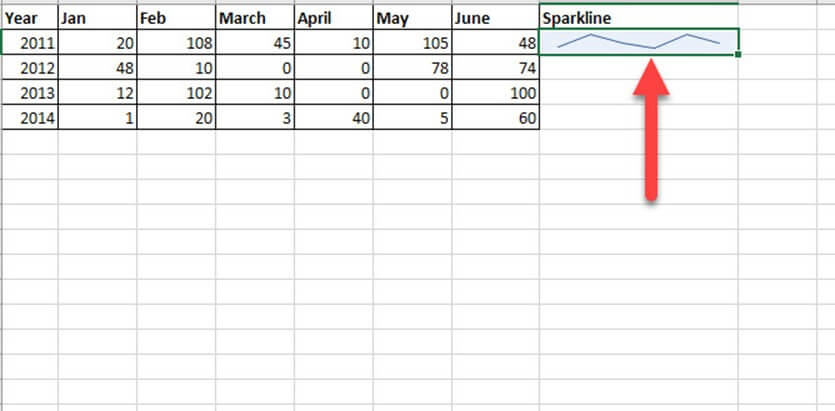 Year Jan Feb March April May June Sparkline
2011 20 108 45 10 105 48
2012 48 10 0 0 78 74
2013 12 102 10 0 0 100
2014 1 20 3 40 5 60